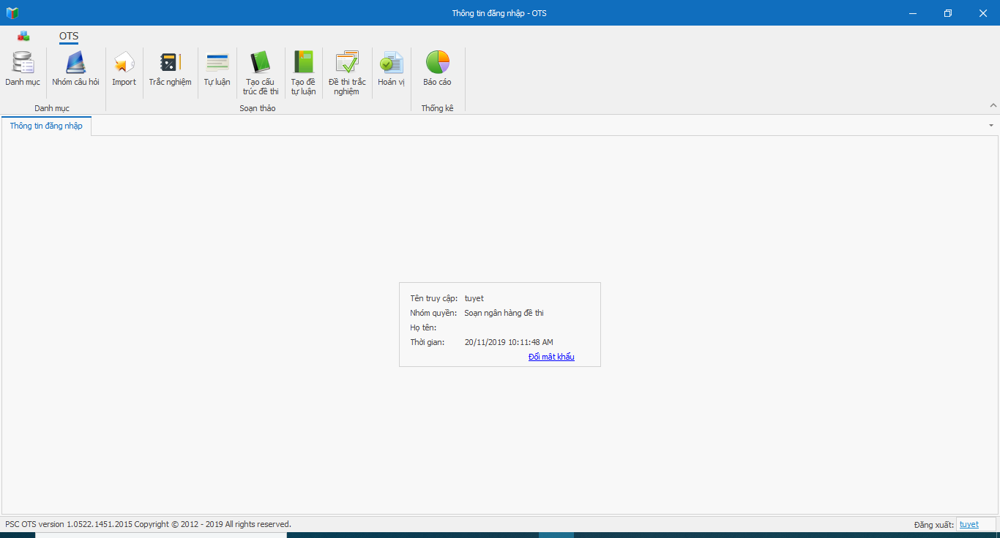 Thông tin đăng nhập - OTS
OTS
Danh mục
Nhóm câu hỏi
Import
Trắc nghiệm
Tự luận
Tạo cấu
trúc đề thi
Tạo đề
tự luận
Đề thi trắc
nghiệm
Hoán vị
Báo cáo
Danh mục
Soạn thảo
Thống kê
Thông tin đăng nhập
Tên truy cập: tuyet
Nhóm quyền: Soạn ngân hàng đề thi
Họ tên:
Thời gian: 20/11/2019 10:11:48 AM
Đổi mật khẩu
PSC OTS version 1.0522.1451.2015 Copyright © 2012 - 2019 All rights reserved.
Đăng xuất: tuyet